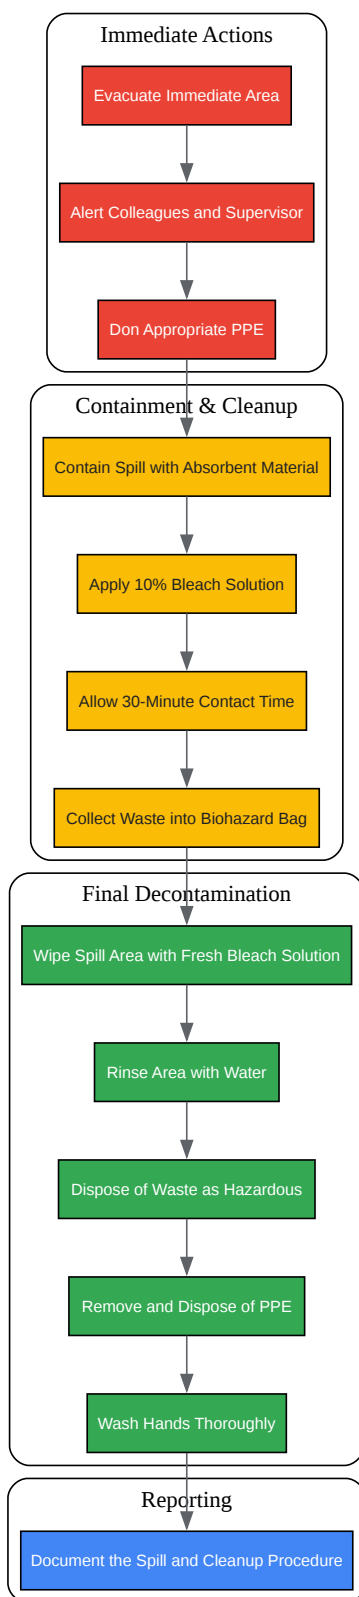 Immediate Actions
Evacuate Immediate Area
Alert Colleagues and Supervisor
Don Appropriate PPE
Containment & Cleanup
Contain Spill with Absorbent Material
Apply 10% Bleach Solution
Allow 30-Minute Contact Time
Collect Waste into Biohazard Bag
Final Decontamination
Wipe Spill Area with Fresh Bleach Solution
Rinse Area with Water
Dispose of Waste as Hazardous
Remove and Dispose of PPE
Wash Hands Thoroughly
Reporting
Document the Spill and Cleanup Procedure